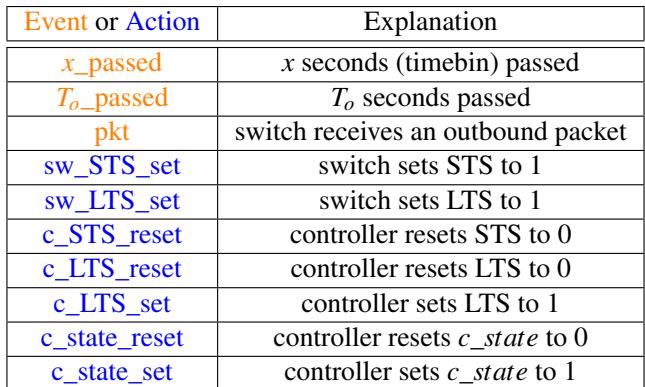 Event or Action Explanation
x_passed x seconds (timebin) passed
Tₒ_passed Tₒ seconds passed
pkt switch receives an outbound packet
sw_STS_set switch sets STS to 1
sw_LTS_set switch sets LTS to 1
c_STS_reset controller resets STS to 0
c_LTS_reset controller resets LTS to 0
c_LTS_set controller sets LTS to 1
c_state_reset controller resets c_state to 0
c_state_set controller sets c_state to 1